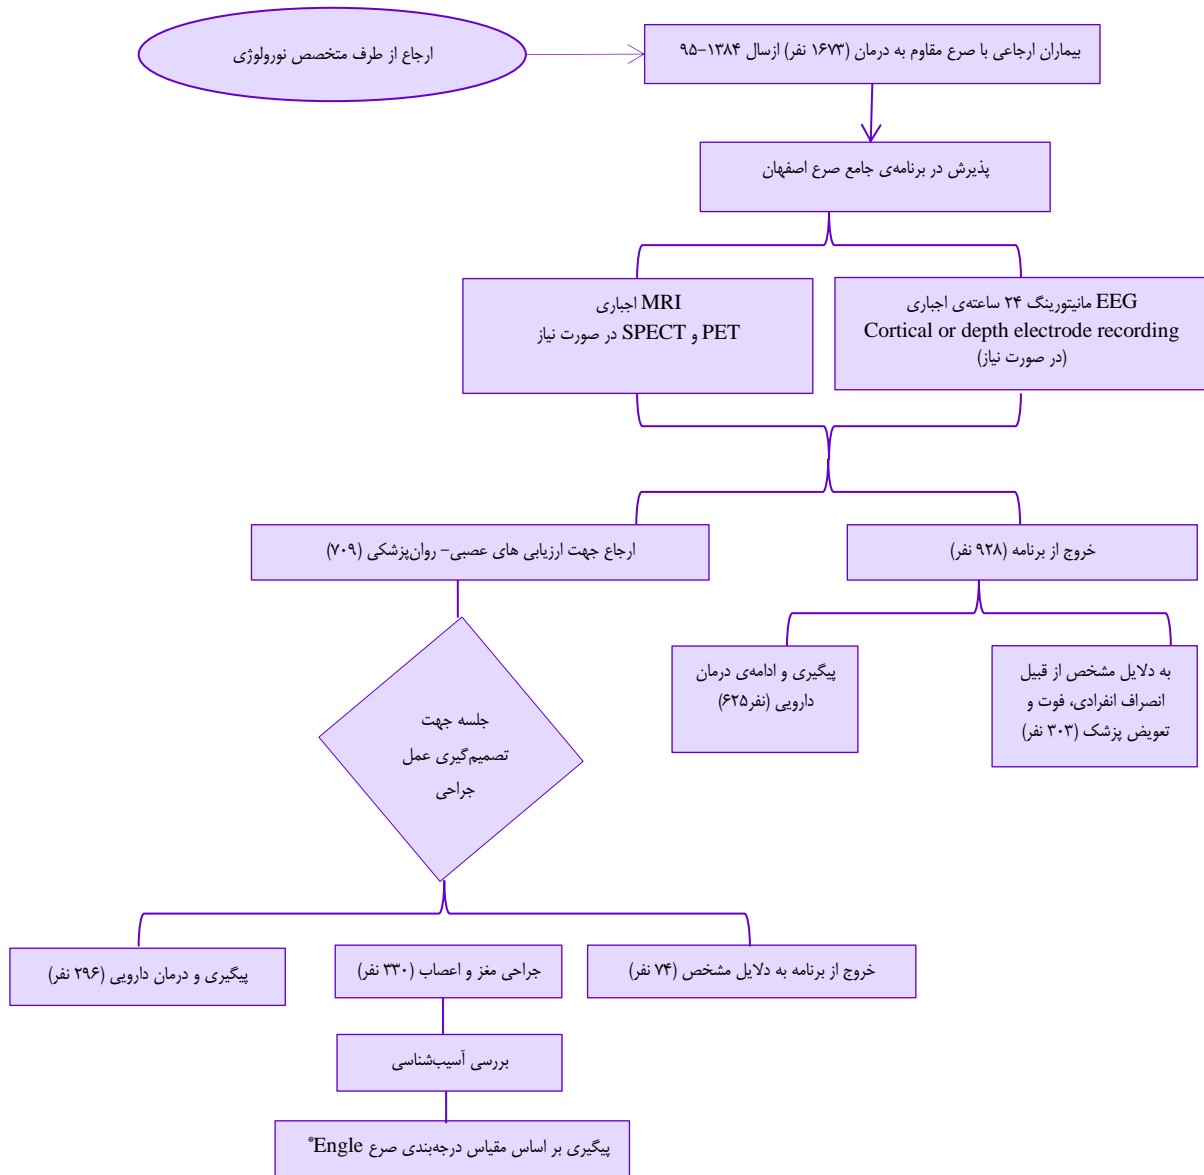 ارجاع از طرف متخصص نورولوژی
بیماران ارجاعی با صرع مقاوم به درمان (۱۶۷۳ نفر) ازسال ۱۳۸۴-۹۵
پذیرش در برنامه‌ی جامع صرع اصفهان
EEG مانیتورینگ ۲۴ ساعته‌ی اجباری
Cortical or depth electrode recording
(در صورت نیاز)
MRI اجباری
PET و SPECT در صورت نیاز
خروج از برنامه (۹۲۸ نفر)
ارجاع جهت ارزیابی های عصبی- روان‌پزشکی (۷۰۹)
به دلایل مشخص از قبیل
انصراف انفرادی، فوت و
تعویض پزشک (۳۰۳ نفر)
پیگیری و ادامه‌ی درمان
دارویی (نفر۶۲۵)
جلسه جهت
تصمیم‌گیری عمل
جراحی
خروج از برنامه به دلایل مشخص (۷۴ نفر)
جراحی مغز و اعصاب (۳۳۰ نفر)
پیگیری و درمان دارویی (۲۹۶ نفر)
بررسی آسیب‌شناسی
پیگیری بر اساس مقیاس درجه‌بندی صرع Engle*